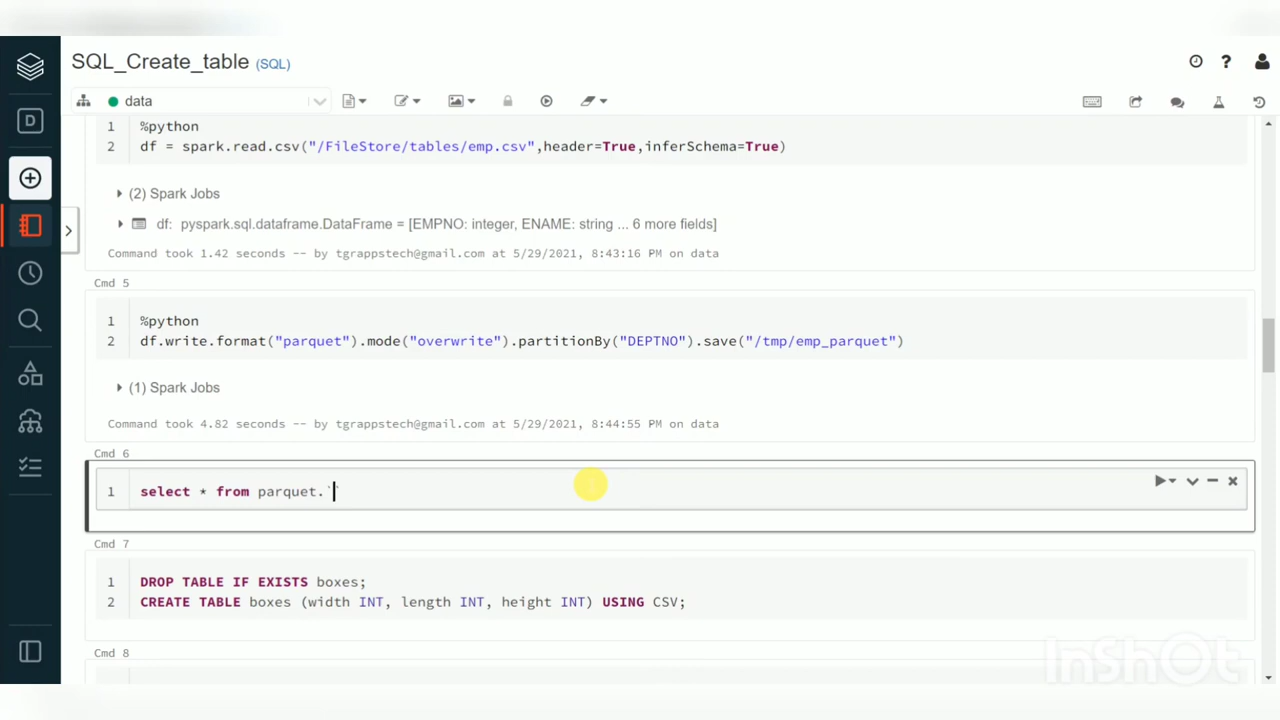 SQL_Create_table (SQL)
data
1 %python
2 df = spark.read.csv("/FileStore/tables/emp.csv",header=True,inferSchema=True)
(2) Spark Jobs
df: pyspark.sql.dataframe.DataFrame = [EMPNO: integer, ENAME: string ... 6 more fields]
Command took 1.42 seconds -- by tgrappstech@gmail.com at 5/29/2021, 8:43:16 PM on data
Cmd 5
1 %python
2 df.write.format("parquet").mode("overwrite").partitionBy("DEPTNO").save("/tmp/emp_parquet")
(1) Spark Jobs
Command took 4.82 seconds -- by tgrappstech@gmail.com at 5/29/2021, 8:44:55 PM on data
Cmd 6
1 select * from parquet.``
Cmd 7
1 DROP TABLE IF EXISTS boxes;
2 CREATE TABLE boxes (width INT, length INT, height INT) USING CSV;
Cmd 8
InShOt